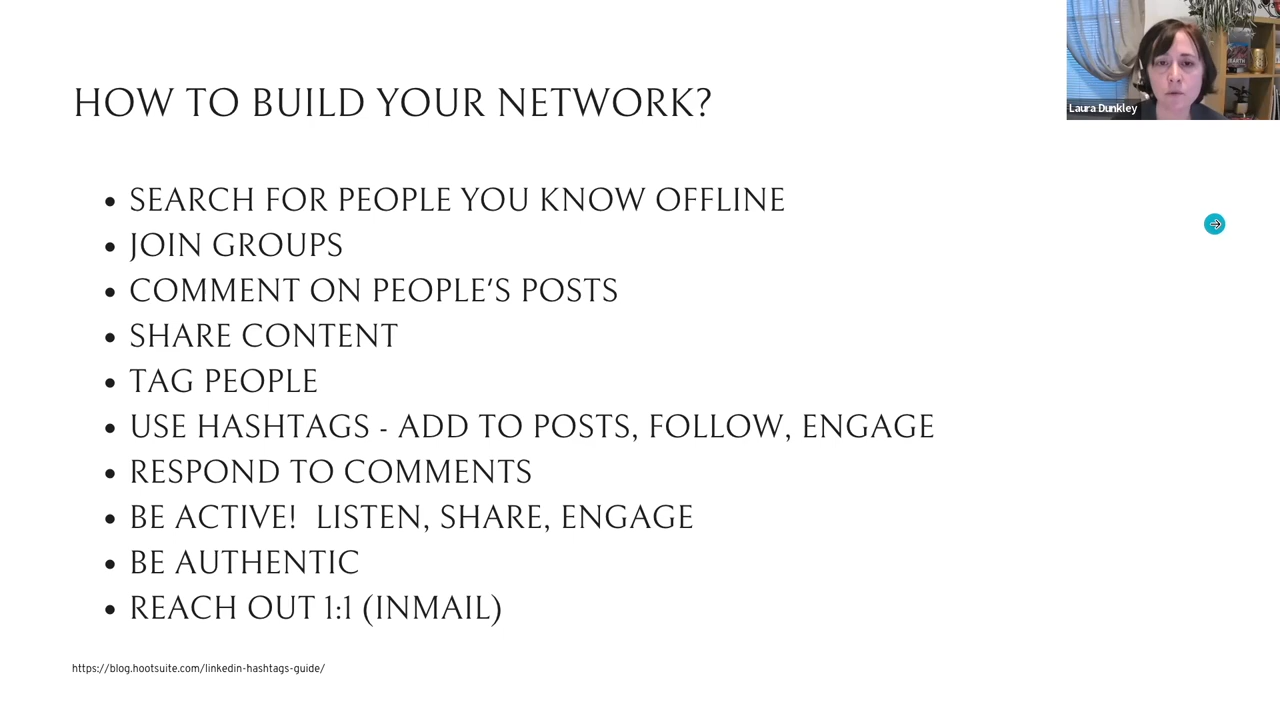 HOW TO BUILD YOUR NETWORK?
Laura Dunkley
• SEARCH FOR PEOPLE YOU KNOW OFFLINE
• JOIN GROUPS
• COMMENT ON PEOPLE'S POSTS
• SHARE CONTENT
• TAG PEOPLE
• USE HASHTAGS - ADD TO POSTS, FOLLOW, ENGAGE
• RESPOND TO COMMENTS
• BE ACTIVE!  LISTEN, SHARE, ENGAGE
• BE AUTHENTIC
• REACH OUT 1:1 (INMAIL)
https://blog.hootsuite.com/linkedin-hashtags-guide/